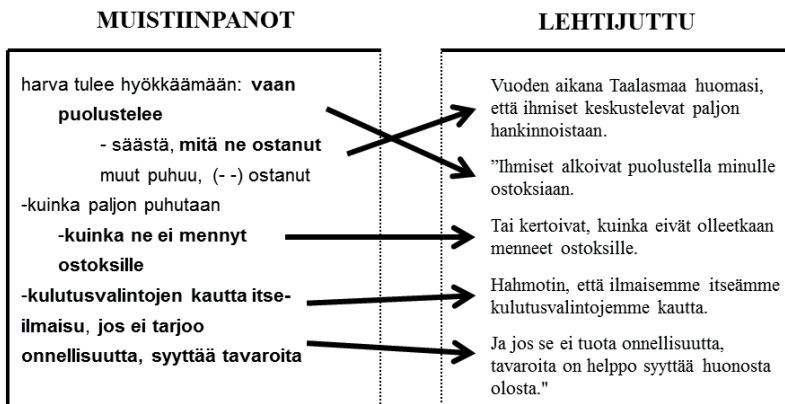 MUISTIINPANOT
harva tulee hyökkäämään: vaan
puolustelee
- säästä, mitä ne ostanut
muut puhuu, (- -) ostanut
-kuinka paljon puhutaan
-kuinka ne ei mennyt
ostoksille
-kulutusvalintojen kautta itse-
ilmaisu, jos ei tarjoo
onnellisuutta, syyttää tavaroita
LEHTIJUTTU
Vuoden aikana Taalasmaa huomasi,
että ihmiset keskustelevat paljon
hankinnoistaan.
”Ihmiset alkoivat puolustella minulle
ostoksiaan.
Tai kertoivat, kuinka eivät olleetkaan
menneet ostoksille.
Hahmotin, että ilmaisemme itseämme
kulutusvalintojemme kautta.
Ja jos se ei tuota onnellisuutta,
tavaroita on helppo syyttää huonosta
olosta."